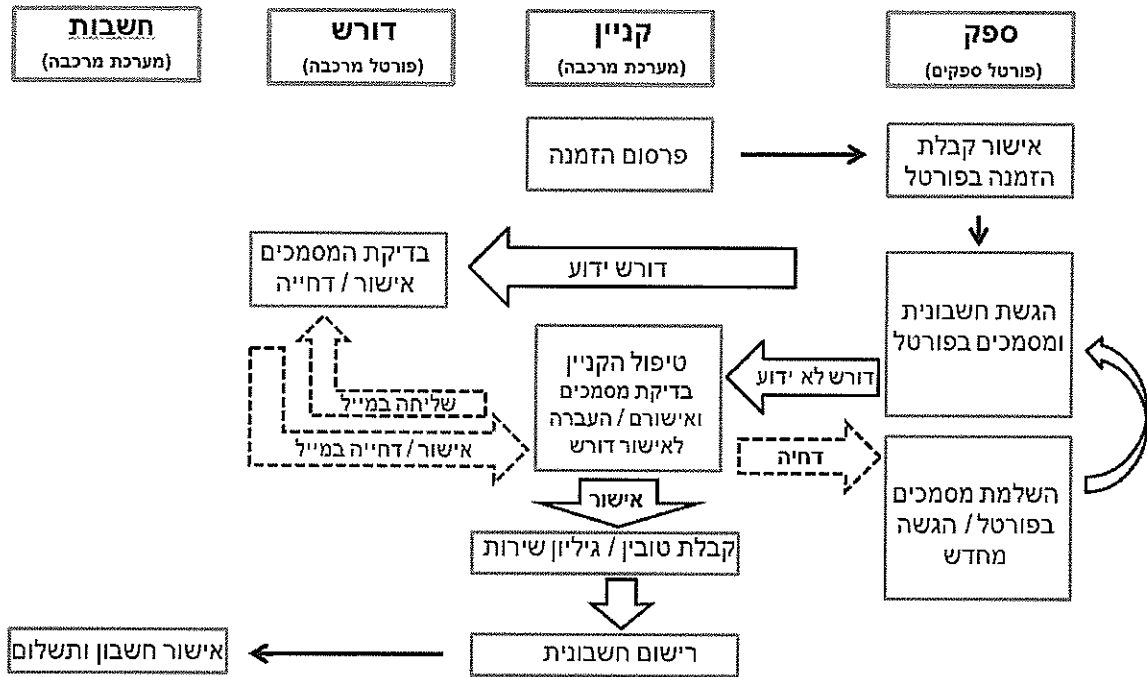 ספק
(פורטל ספקים)
קניין
(מערכת מרכבה)
דורש
(פורטל מרכבה)
חשבות
(מערכת מרכבה)
פרסום הזמנה
אישור קבלת
הזמנה בפורטל
הגשת חשבונית
ומסמכים בפורטל
דורש ידוע
בדיקת המסמכים
אישור / דחייה
דורש לא ידוע
טיפול הקניין
בדיקת מסמכים
ואישורם / העברה
לאישור דורש
שליחה במייל
אישור / דחייה במייל
דחיה
השלמת מסמכים
בפורטל / הגשה
מחדש
אישור
קבלת טובין / גיליון שירות
רישום חשבונית
אישור חשבון ותשלום